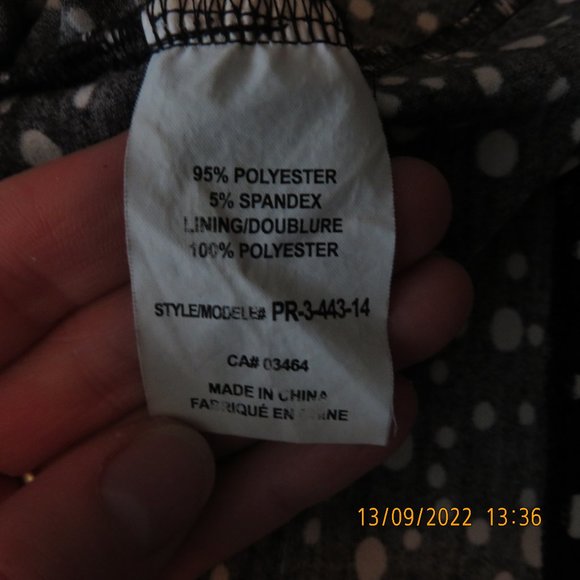 95% POLYESTER
5% SPANDEX
LINING/DOUBLURE
100% POLYESTER
STYLE/MODELE# PR-3-443-14
CA# 03464
MADE IN CHINA
FABRIQUÉ EN CHINE
13/09/2022 13:36